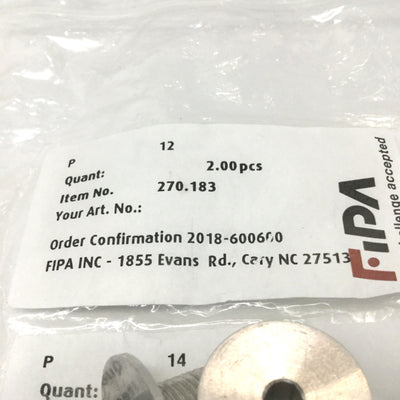 P 12
Quant: 2.00 pcs
Item No. 270.183
Your Art. No.:
Order Confirmation 2018-600600
FIPA INC - 1855 Evans Rd., Cary NC 27513
FIPA
challenge accepted
P 14
Quant: